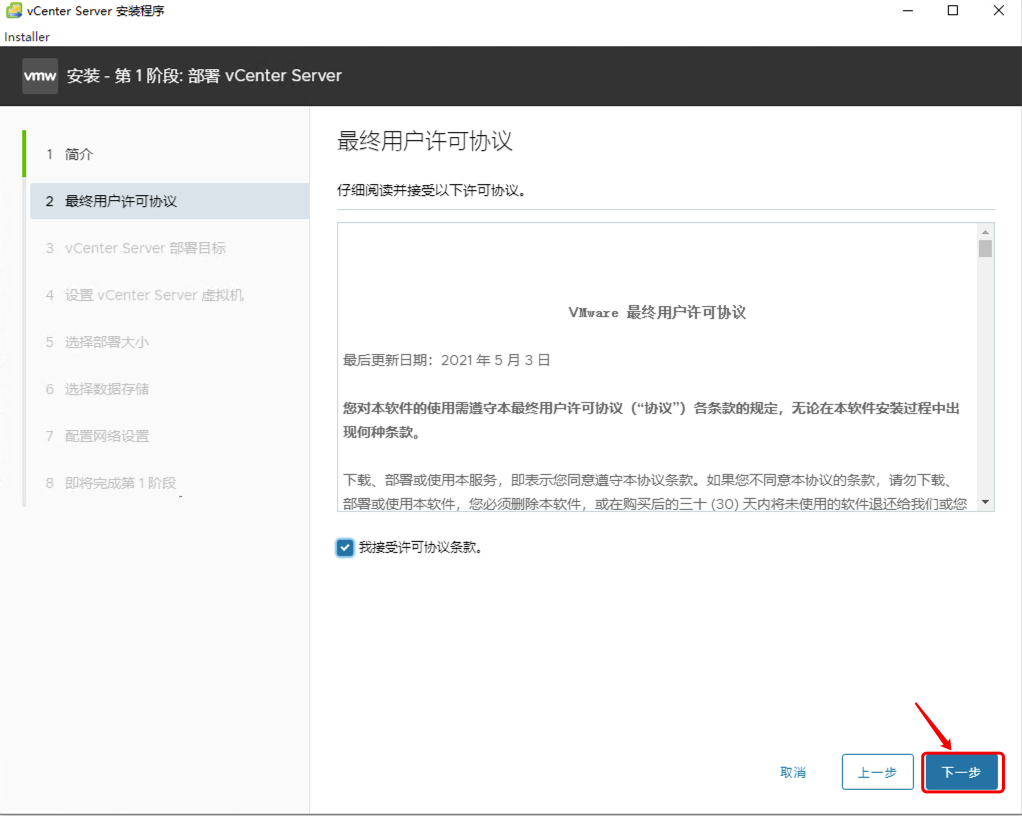 vCenter Server 安装程序
Installer
vmw 安装 - 第 1 阶段: 部署 vCenter Server
1 简介
2 最终用户许可协议
3 vCenter Server 部署目标
4 设置 vCenter Server 虚拟机
5 选择部署大小
6 选择数据存储
7 配置网络设置
8 即将完成第 1 阶段
最终用户许可协议
仔细阅读并接受以下许可协议。
VMware 最终用户许可协议
最后更新日期：2021 年 5 月 3 日
您对本软件的使用需遵守本最终用户许可协议（“协议”）各条款的规定，无论在本软件安装过程中出
现何种条款。
下载、部署或使用本服务，即表示您同意遵守本协议条款。如果您不同意本协议的条款，请勿下载、
部署或使用本软件，您必须删除本软件，或在购买后的三十 (30) 天内将未使用的软件退还给我们或您
我接受许可协议条款。
取消
上一步
下一步